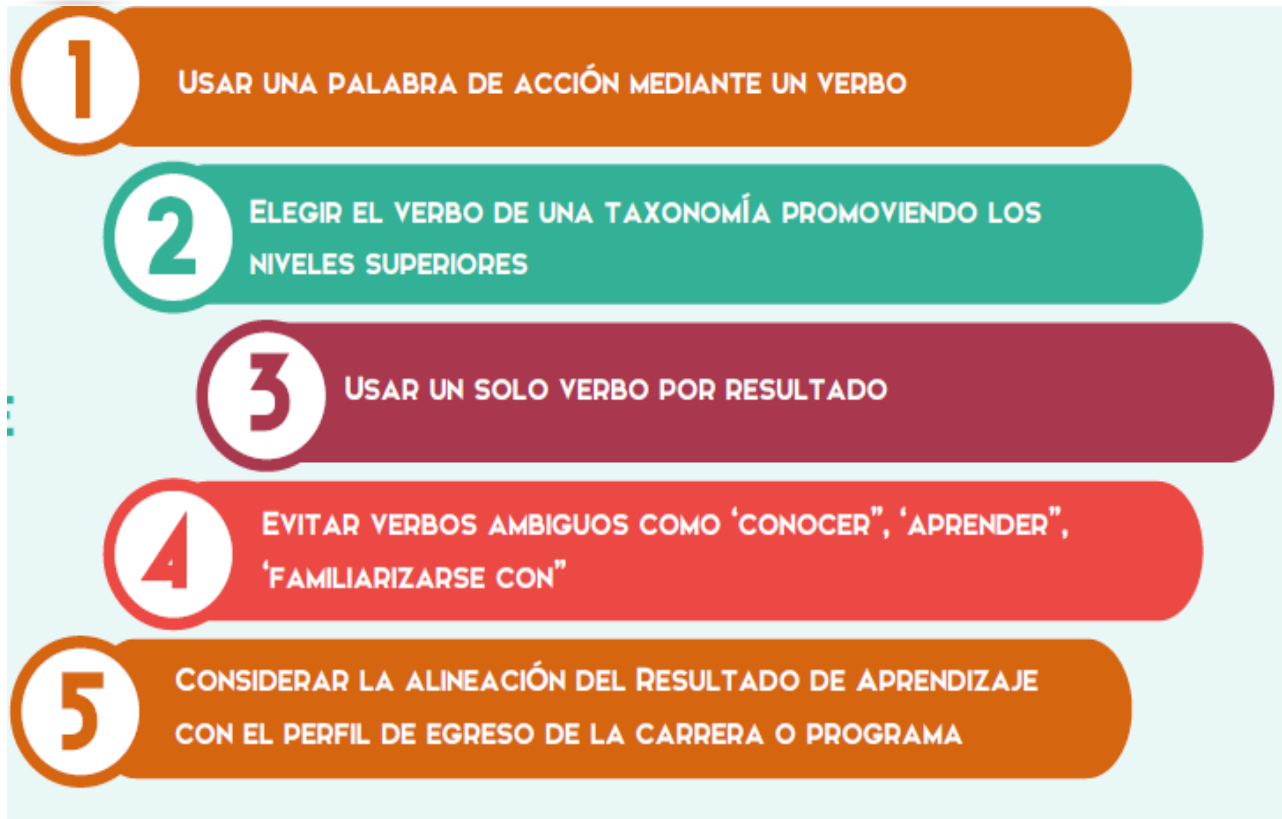 1
USAR UNA PALABRA DE ACCIÓN MEDIANTE UN VERBO
2
ELEGIR EL VERBO DE UNA TAXONOMÍA PROMOVIENDO LOS
NIVELES SUPERIORES
3
USAR UN SOLO VERBO POR RESULTADO
4
EVITAR VERBOS AMBIGUOS COMO ‘CONOCER”, ‘APRENDER”,
‘FAMILIARIZARSE CON”
5
CONSIDERAR LA ALINEACIÓN DEL RESULTADO DE APRENDIZAJE
CON EL PERFIL DE EGRESO DE LA CARRERA O PROGRAMA